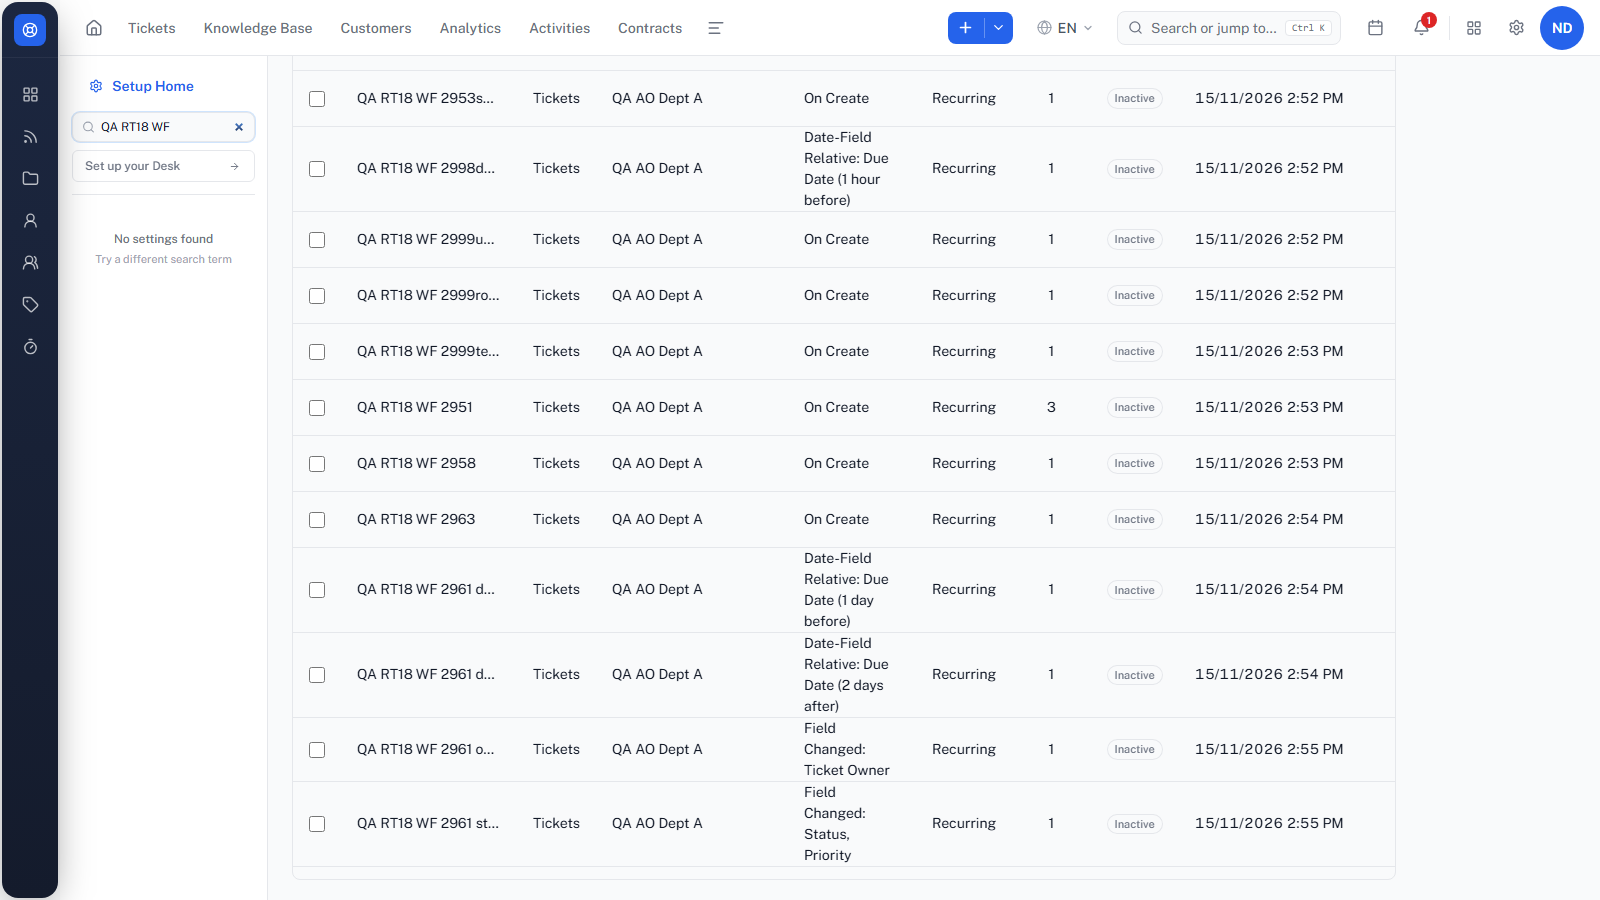 Tickets Knowledge Base Customers Analytics Activities Contracts EN Search or jump to... Ctrl K 1 ND
Setup Home
QA RT18 WF
Set up your Desk
No settings found
Try a different search term
QA RT18 WF 2953s... Tickets QA AO Dept A On Create Recurring 1 Inactive 15/11/2026 2:52 PM
QA RT18 WF 2998d... Tickets QA AO Dept A Date-Field
Relative: Due
Date (1 hour
before) Recurring 1 Inactive 15/11/2026 2:52 PM
QA RT18 WF 2999u... Tickets QA AO Dept A On Create Recurring 1 Inactive 15/11/2026 2:52 PM
QA RT18 WF 2999ro... Tickets QA AO Dept A On Create Recurring 1 Inactive 15/11/2026 2:52 PM
QA RT18 WF 2999te... Tickets QA AO Dept A On Create Recurring 1 Inactive 15/11/2026 2:53 PM
QA RT18 WF 2951 Tickets QA AO Dept A On Create Recurring 3 Inactive 15/11/2026 2:53 PM
QA RT18 WF 2958 Tickets QA AO Dept A On Create Recurring 1 Inactive 15/11/2026 2:53 PM
QA RT18 WF 2963 Tickets QA AO Dept A On Create Recurring 1 Inactive 15/11/2026 2:54 PM
QA RT18 WF 2961 d... Tickets QA AO Dept A Date-Field
Relative: Due
Date (1 day
before) Recurring 1 Inactive 15/11/2026 2:54 PM
QA RT18 WF 2961 d... Tickets QA AO Dept A Date-Field
Relative: Due
Date (2 days
after) Recurring 1 Inactive 15/11/2026 2:54 PM
QA RT18 WF 2961 o... Tickets QA AO Dept A Field
Changed:
Ticket Owner Recurring 1 Inactive 15/11/2026 2:55 PM
QA RT18 WF 2961 st... Tickets QA AO Dept A Field
Changed:
Status,
Priority Recurring 1 Inactive 15/11/2026 2:55 PM